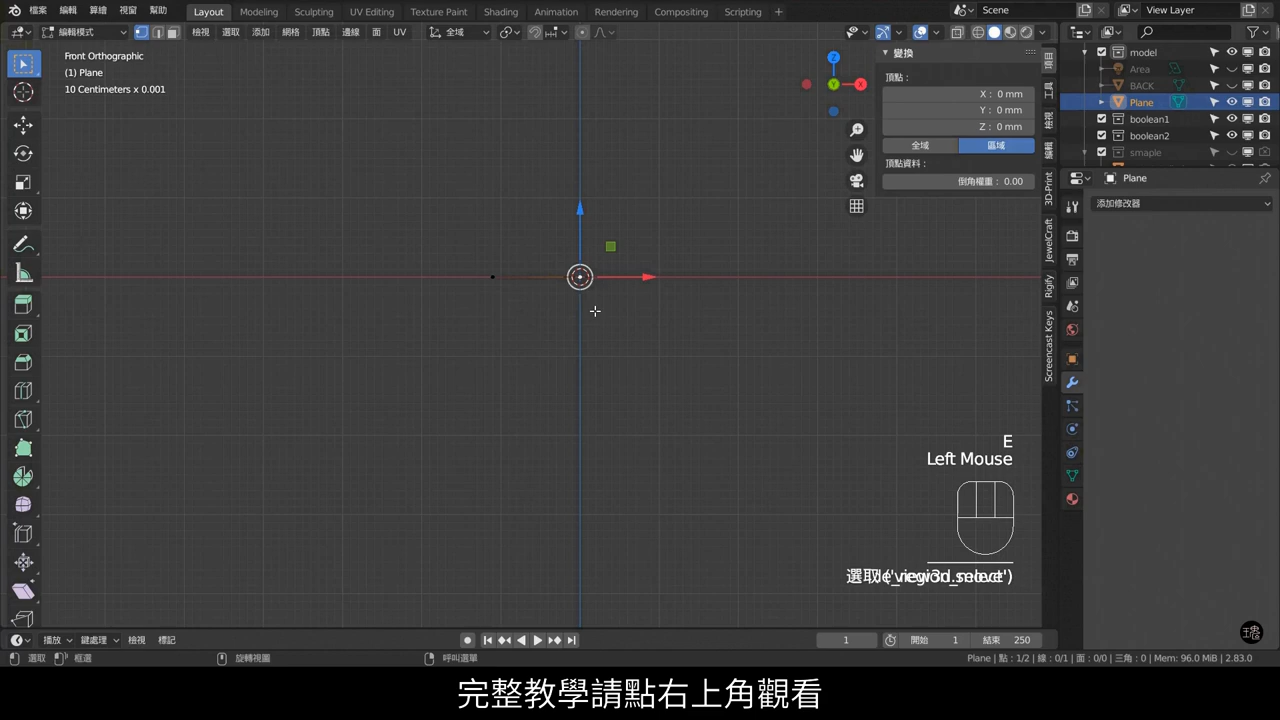 檔案 編輯 算繪 視窗 幫助 Layout Modeling Sculpting UV Editing Texture Paint Shading Animation Rendering Compositing Scripting + Scene View Layer
編輯模式 檢視 選取 添加 網格 頂點 邊線 面 UV 全域
Front Orthographic
(1) Plane
10 Centimeters x 0.001
Z
X
Y
變換
頂點：
X： 0 mm
Y： 0 mm
Z： 0 mm
全域 區域
頂點資料：
倒角權重： 0.00
項目
工具
檢視
編輯
3D-Print
JewelCraft
Rigify
Screencast Keys
model
Area
BACK
Plane
boolean1
boolean2
smaple
Plane
添加修改器
E
Left Mouse
播放 鍵處理 檢視 標記 1 開始 1 結束 250
選取 框選 旋轉視圖 呼叫選單 Plane | 點：1/2 | 線：0/1 | 面：0/0 | 三角：0 | Mem: 96.0 MiB | 2.83.0
完整教學請點右上角觀看